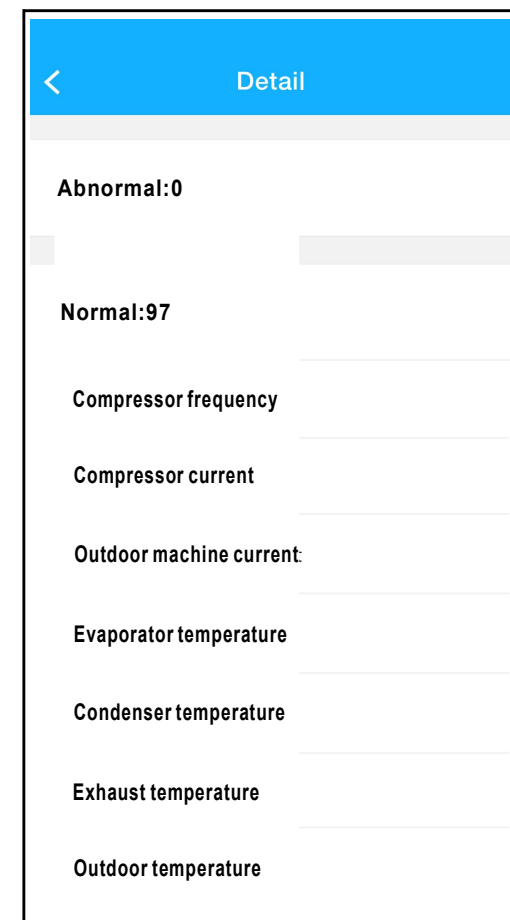 Detail
Abnormal:0
Normal:97
Compressor frequency
Compressor current
Outdoor machine current:
Evaporator temperature
Condenser temperature
Exhaust temperature
Outdoor temperature